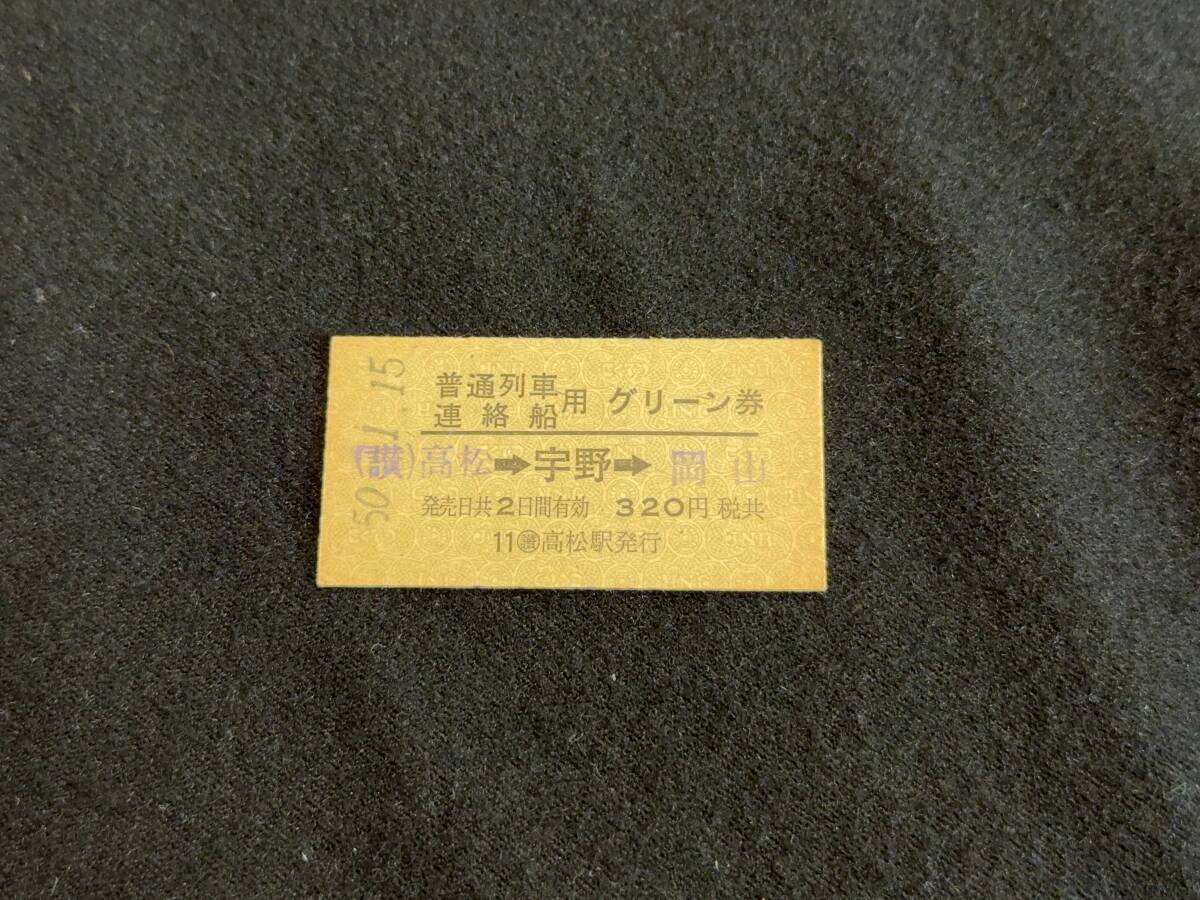 50.-1.15
普通列車
連絡船
用 グリーン券
(讃)高松➡宇野➡岡山
発売日共2日間有効 320円 税共
11㊇高松駅発行